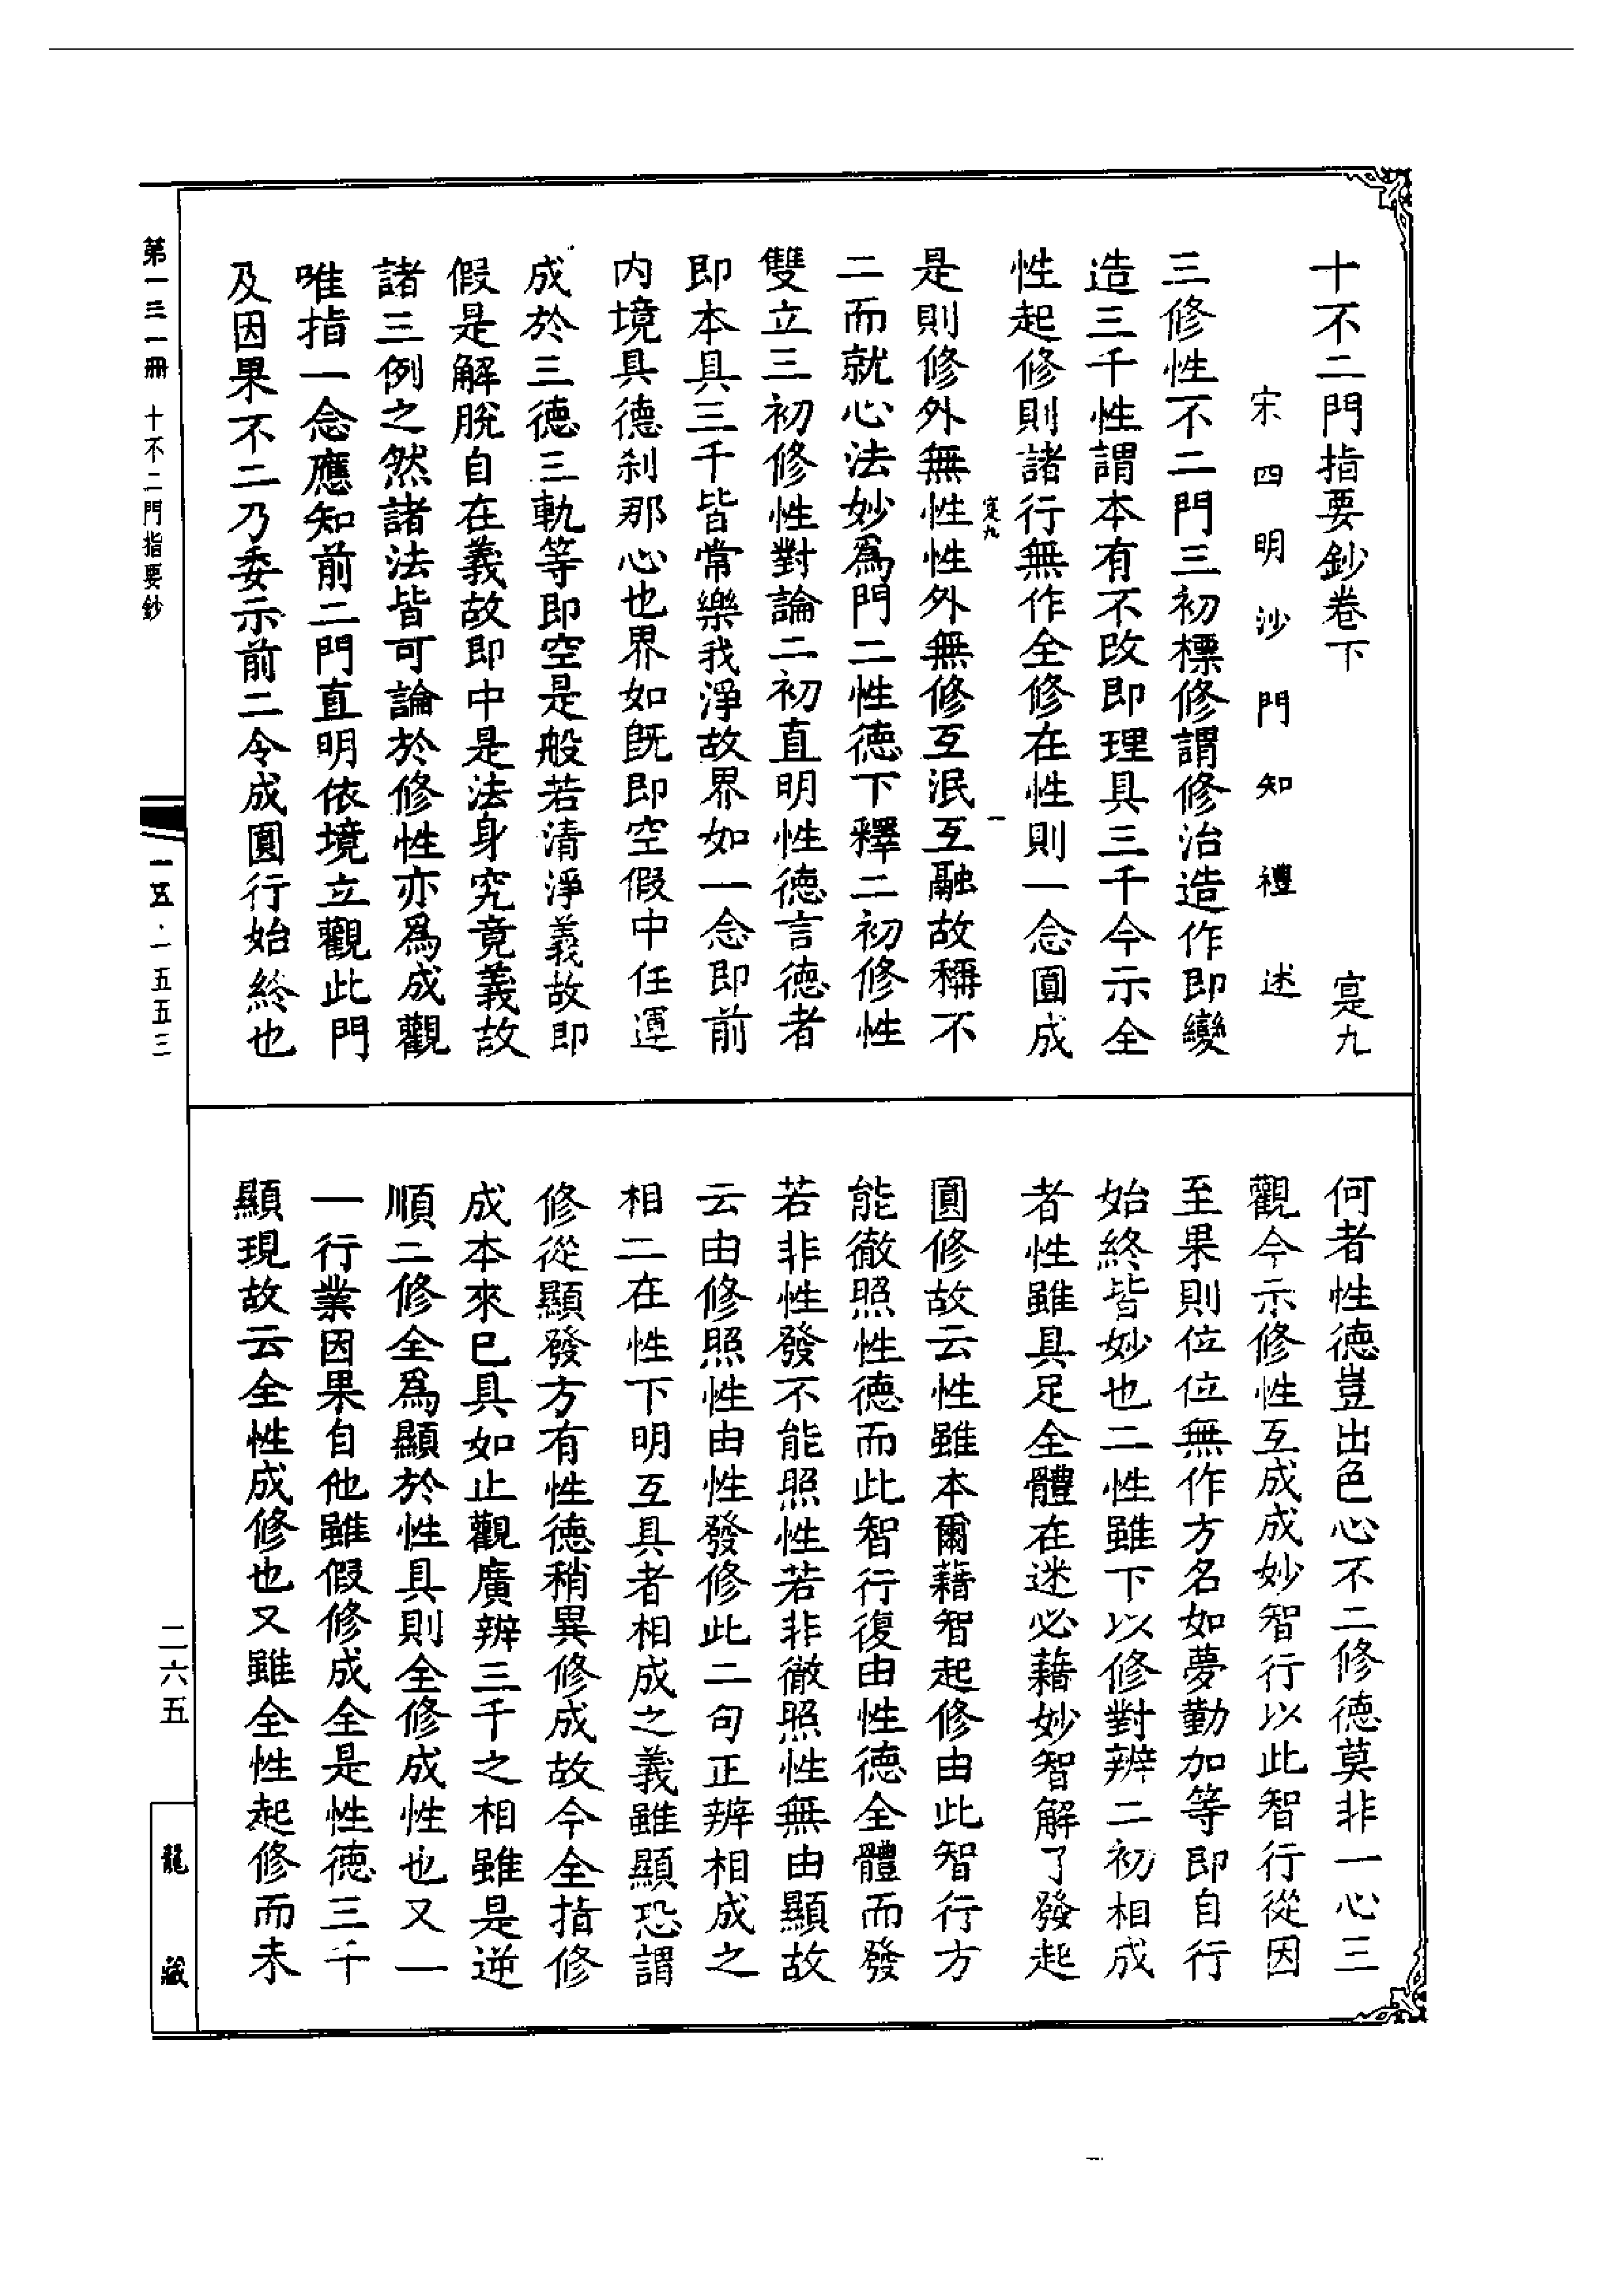 十不二門指要鈔卷下　寔九
宋四明沙門知禮述
三修性不二門三初標修謂修治造作即變
造三千性謂本有不改即理具三千今示全
性起修則諸行無作全修在性則一念圓成
寔九　一
是則修外無性性外無修互泯互融故稱不
二而就心法妙爲門二性德下釋二初修性
雙立三初修性對論二初直明性德言德者
即本具三千皆常樂我淨故界如一念即前
内境具德刹那心也界如旣即空假中任運
成於三德三軌等即空是般若清淨義故即
假是解脫自在義故即中是法身究竟義故
諸三例之然諸法皆可論於修性亦爲成觀
唯指一念應知前二門直明依境立觀此門
及因果不二乃委示前二令成圓行始終也
何者性德豈出色心不二修德莫非一心三
觀今示修性互成成妙智行以此智行從因
至果則位位無作方名如夢勤加等即自行
始終皆妙也二性雖下以修對辨二初相成
者性雖具足全體在迷必藉妙智解了發起
圓修故云性雖本爾藉智起修由此智行方
能徹照性德而此智行復由性德全體而發
若非性發不能照性若非徹照性無由顯故
云由修照性由性發修此二句正辨相成之
相二在性下明互具者相成之義雖顯恐謂
修從顯發方有性德稍異修成故今全指修
成本來已具如止觀廣辨三千之相雖是逆
順二修全爲顯於性具則全修成性也又一
一行業因果自他雖假修成全是性德三千
顯現故云全性成修也又雖全性起修而未
第一三一冊　十不二門指要鈔
一五·一五五三
二六五
龍藏